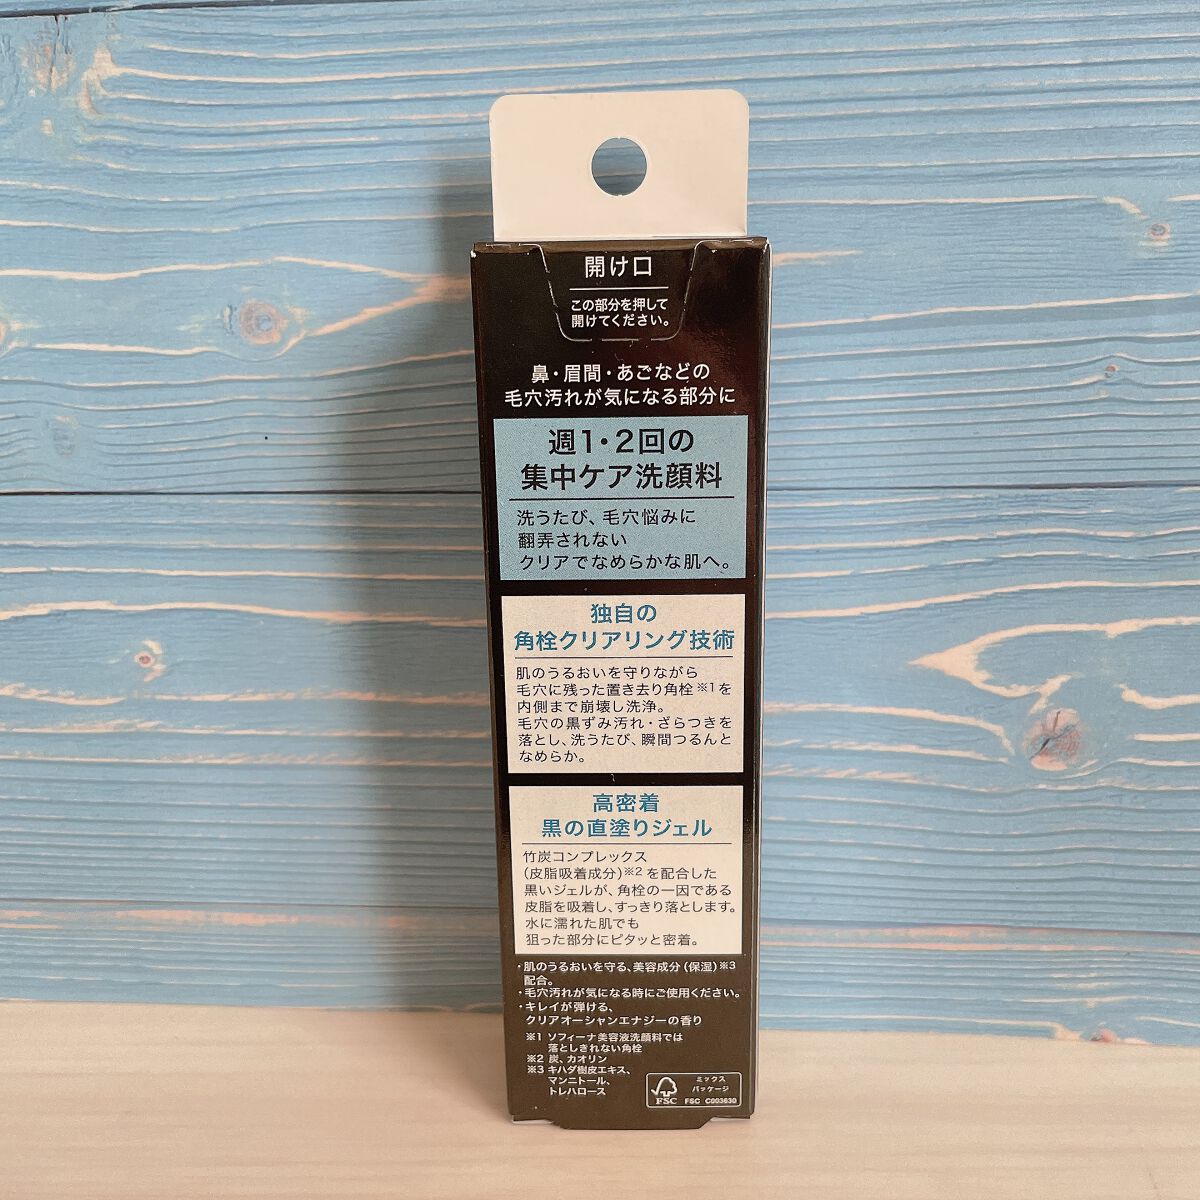 開け口
この部分を押して
開けてください。
鼻・眉間・あごなどの
毛穴汚れが気になる部分に
週1・2回の
集中ケア洗顔料
洗うたび、毛穴悩みに
翻弄されない
クリアでなめらかな肌へ。
独自の
角栓クリアリング技術
肌のうるおいを守りながら
毛穴に残った置き去り角栓※1を
内側まで崩壊し洗浄。
毛穴の黒ずみ汚れ・ざらつきを
落とし、洗うたび、瞬間つるんと
なめらか。
高密着
黒の直塗りジェル
竹炭コンプレックス
(皮脂吸着成分)※2を配合した
黒いジェルが、角栓の一因である
皮脂を吸着し、すっきり落とします。
水に濡れた肌でも
狙った部分にピタッと密着。
・肌のうるおいを守る、美容成分(保湿)※3
配合。
・毛穴汚れが気になる時にご使用ください。
・キレイが弾ける、
クリアオーシャンエナジーの香り
※1 ソフィーナ美容液洗顔料では
落としきれない角栓
※2 炭、カオリン
※3 キハダ樹皮エキス、
マンニトール、
トレハロース
ミックス
パッケージ
FSC FSC C003630